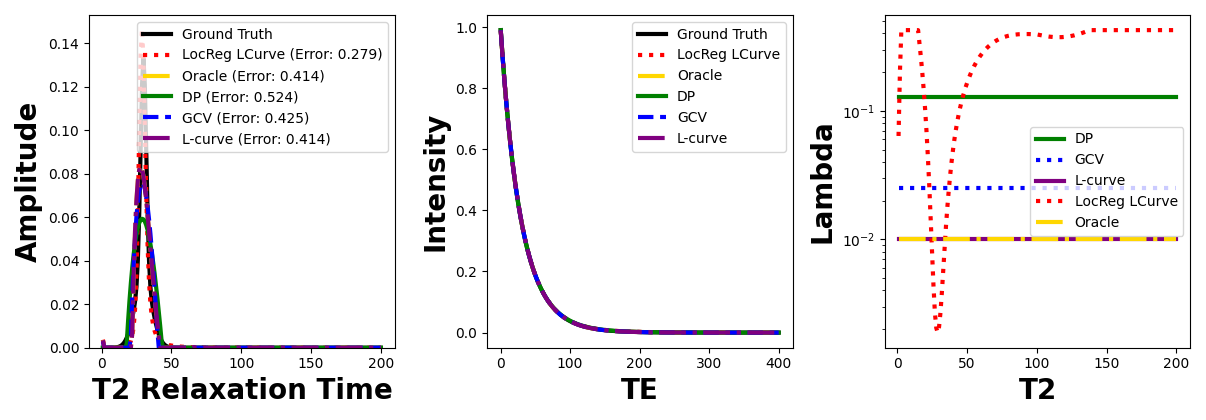 Amplitude
0.14
0.12
0.10
0.08
0.06
0.04
0.02
0.00
0
50
100
150
200
T2 Relaxation Time
Ground Truth
LocReg LCurve (Error: 0.279)
Oracle (Error: 0.414)
DP (Error: 0.524)
GCV (Error: 0.425)
L-curve (Error: 0.414)
Intensity
1.0
0.8
0.6
0.4
0.2
0.0
0
100
200
300
400
TE
Ground Truth
LocReg LCurve
Oracle
DP
GCV
L-curve
Lambda
10⁻¹
10⁻²
0
50
100
150
200
T2
DP
GCV
L-curve
LocReg LCurve
Oracle